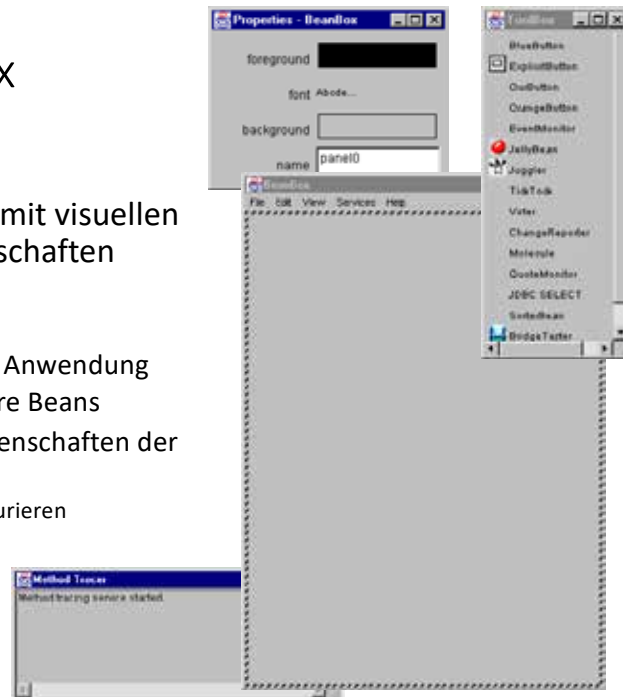 x
mit visuellen
schaften
Anwendung
re Beans
enschaften der
urieren
Properties - BeanBox
foreground
font Abcde...
background
name panel0
ToolBox
BlueButton
ExplicitButton
OurButton
OrangeButton
EventMonitor
JellyBean
Juggler
TickTock
Voter
ChangeReporter
Molecule
QuoteMonitor
JDBC SELECT
SortedBean
BridgeTester
BeanBox
File Edit View Services Help
Method Tracer
Method tracing service started.